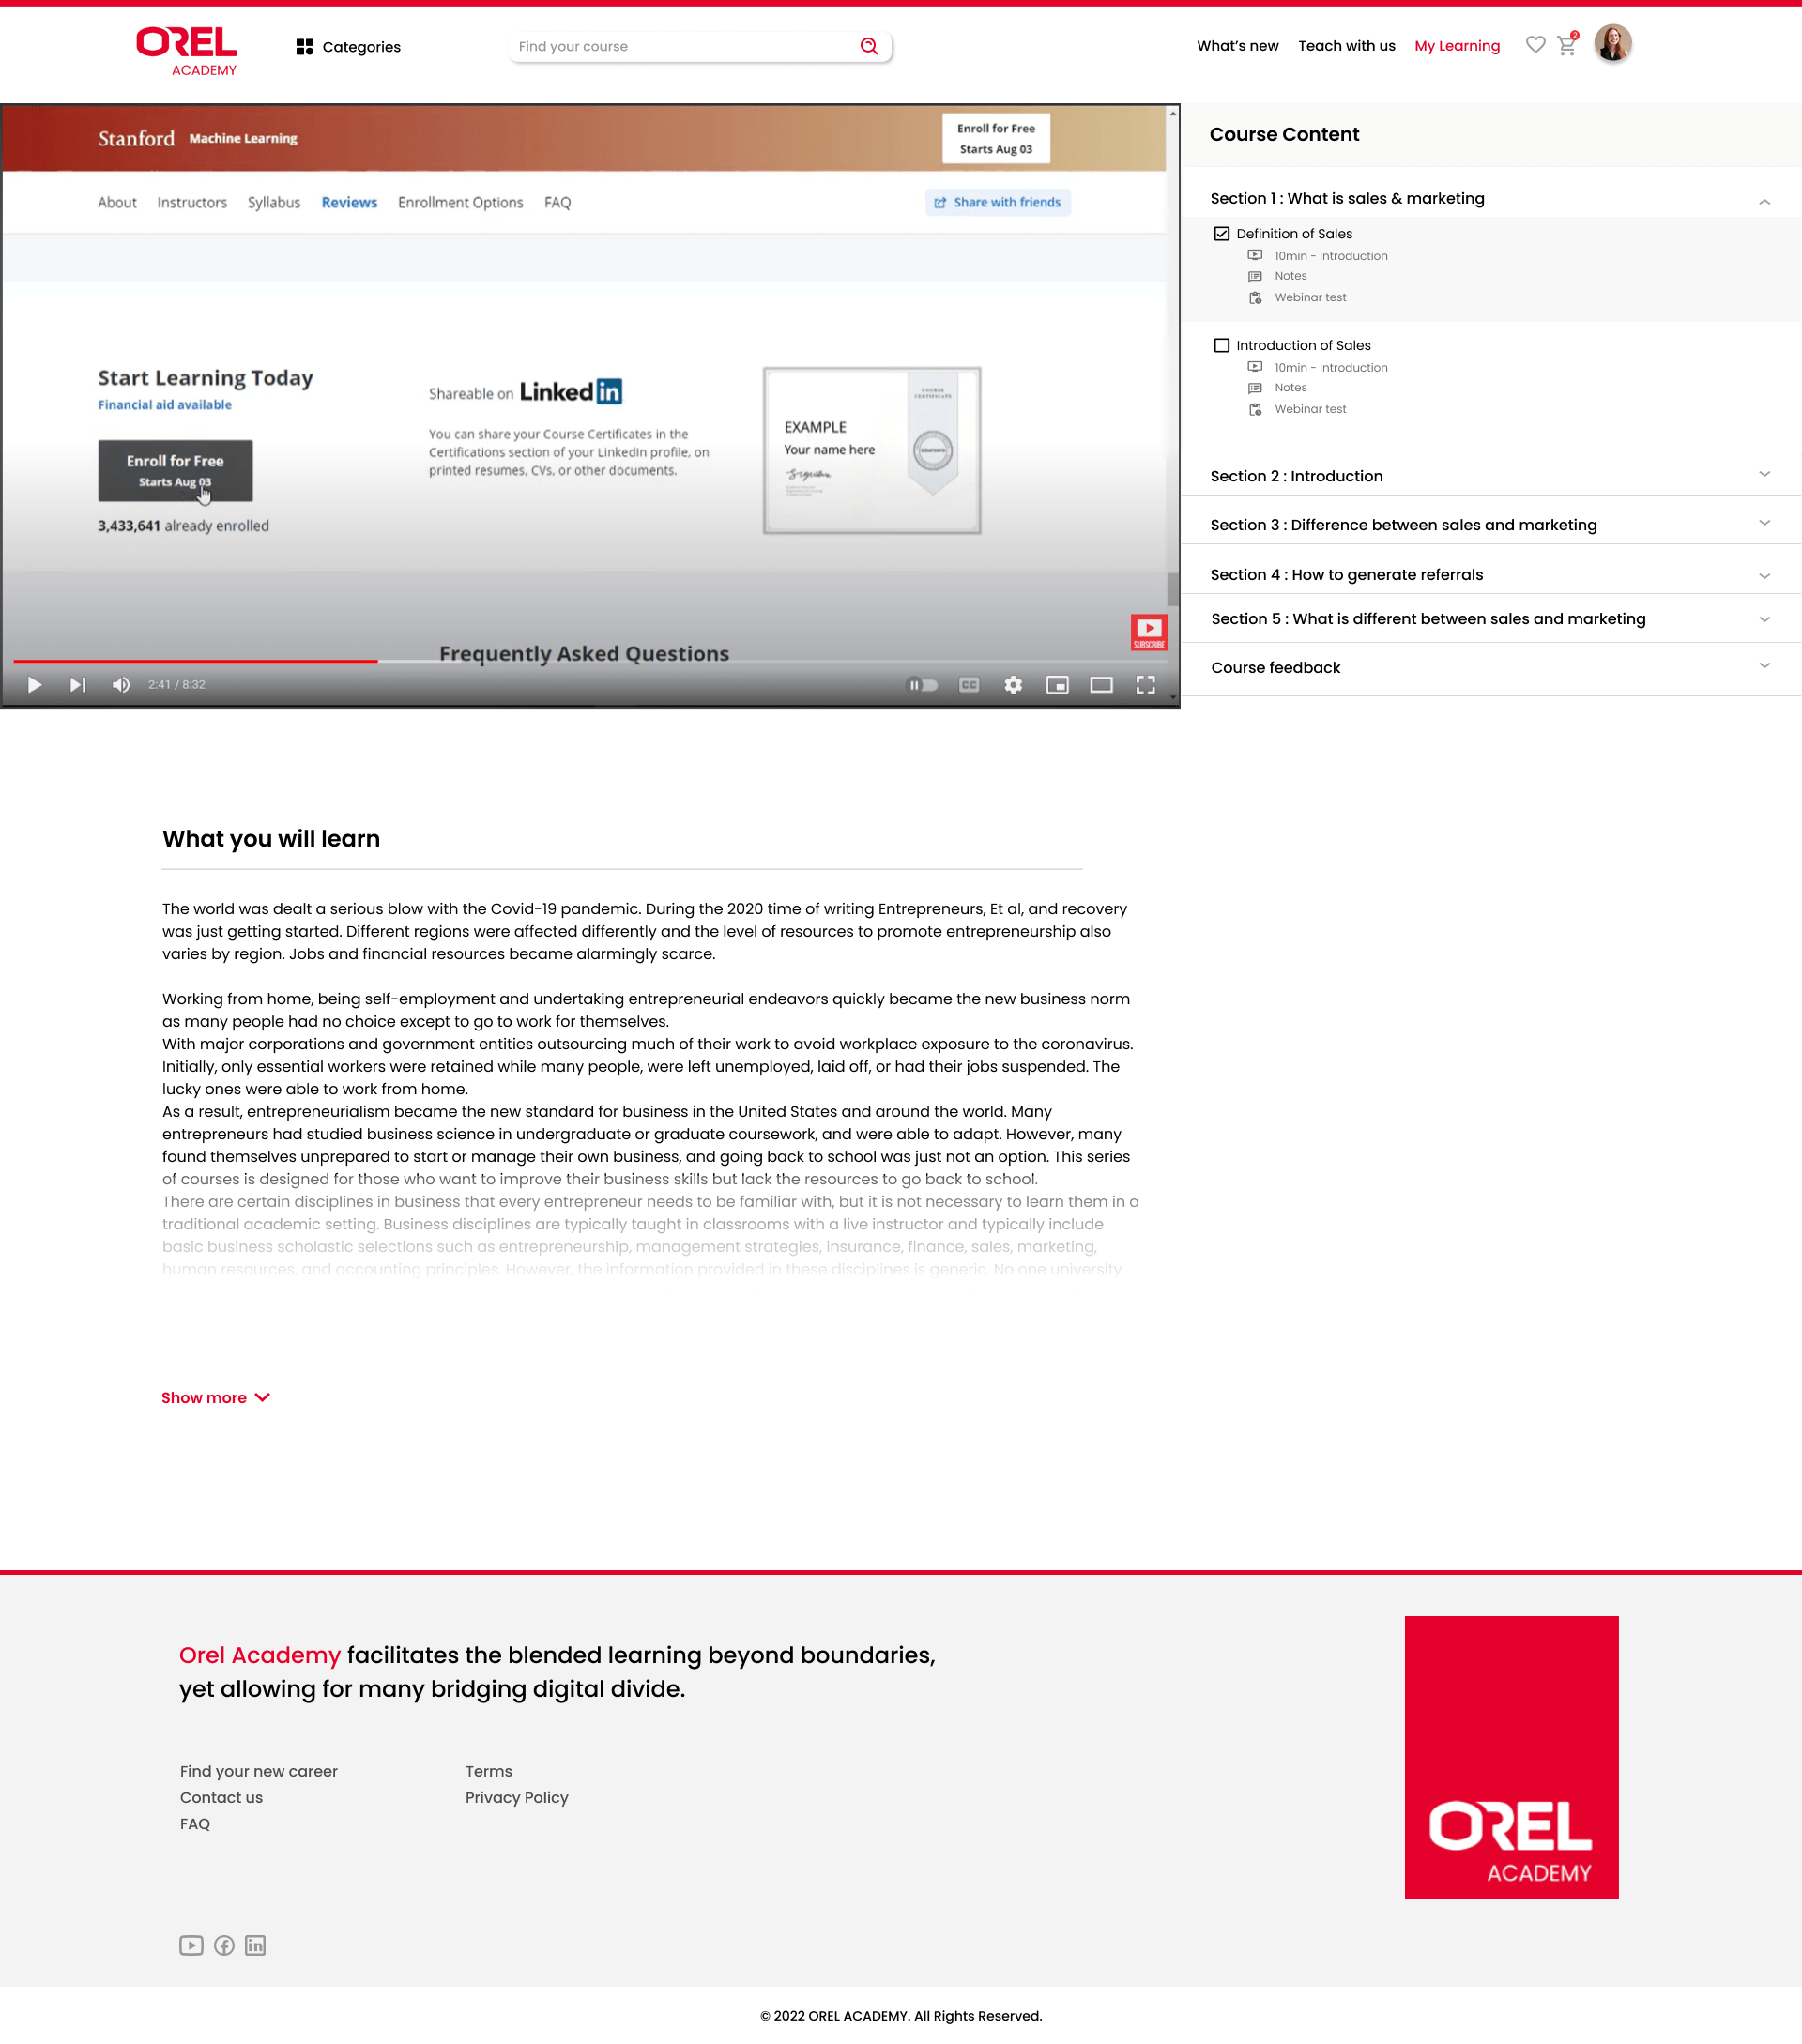 OREL
ACADEMY
Categories
Find your course
What's new
Teach with us
My Learning
2
Stanford
Machine Learning
Enroll for Free
Starts Aug 03
About
Instructors
Syllabus
Reviews
Enrollment Options
FAQ
Share with friends
Start Learning Today
Financial aid available
Enroll for Free
Starts Aug 03
3,433,641 already enrolled
Shareable on LinkedIn
You can share your Course Certificates in the
Certifications section of your LinkedIn profile, on
printed resumes, CVs, or other documents.
COURSE
CERTIFICATE
EXAMPLE
Your name here
SUBSCRIBE
Frequently Asked Questions
2:41 / 8:32
CC
Course Content
Section 1 : What is sales & marketing
Definition of Sales
10min - Introduction
Notes
Webinar test
Introduction of Sales
10min - Introduction
Notes
Webinar test
Section 2 : Introduction
Section 3 : Difference between sales and marketing
Section 4 : How to generate referrals
Section 5 : What is different between sales and marketing
Course feedback
What you will learn
The world was dealt a serious blow with the Covid-19 pandemic. During the 2020 time of writing Entrepreneurs, Et al, and recovery
was just getting started. Different regions were affected differently and the level of resources to promote entrepreneurship also
varies by region. Jobs and financial resources became alarmingly scarce.
Working from home, being self-employment and undertaking entrepreneurial endeavors quickly became the new business norm
as many people had no choice except to go to work for themselves.
With major corporations and government entities outsourcing much of their work to avoid workplace exposure to the coronavirus.
Initially, only essential workers were retained while many people, were left unemployed, laid off, or had their jobs suspended. The
lucky ones were able to work from home.
As a result, entrepreneurialism became the new standard for business in the United States and around the world. Many
entrepreneurs had studied business science in undergraduate or graduate coursework, and were able to adapt. However, many
found themselves unprepared to start or manage their own business, and going back to school was just not an option. This series
of courses is designed for those who want to improve their business skills but lack the resources to go back to school.
There are certain disciplines in business that every entrepreneur needs to be familiar with, but it is not necessary to learn them in a
traditional academic setting. Business disciplines are typically taught in classrooms with a live instructor and typically include
basic business scholastic selections such as entrepreneurship, management strategies, insurance, finance, sales, marketing,
human resources, and accounting principles. However, the information provided in these disciplines is generic. No one university
Show more
Orel Academy facilitates the blended learning beyond boundaries,
yet allowing for many bridging digital divide.
Find your new career
Contact us
FAQ
Terms
Privacy Policy
OREL
ACADEMY
© 2022 OREL ACADEMY. All Rights Reserved.